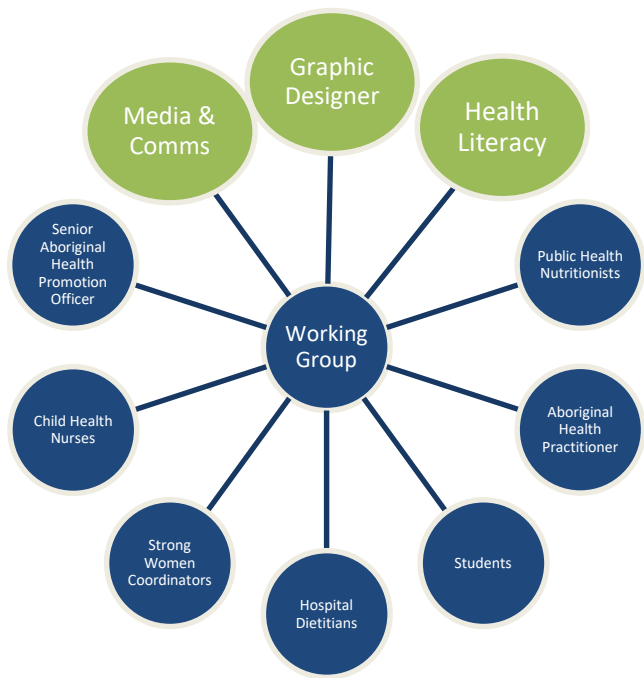 Graphic
Designer
Media &
Comms
Health
Literacy
Senior
Aboriginal
Health
Promotion
Officer
Public Health
Nutritionists
Working
Group
Child Health
Nurses
Aboriginal
Health
Practitioner
Strong
Women
Coordinators
Students
Hospital
Dietitians